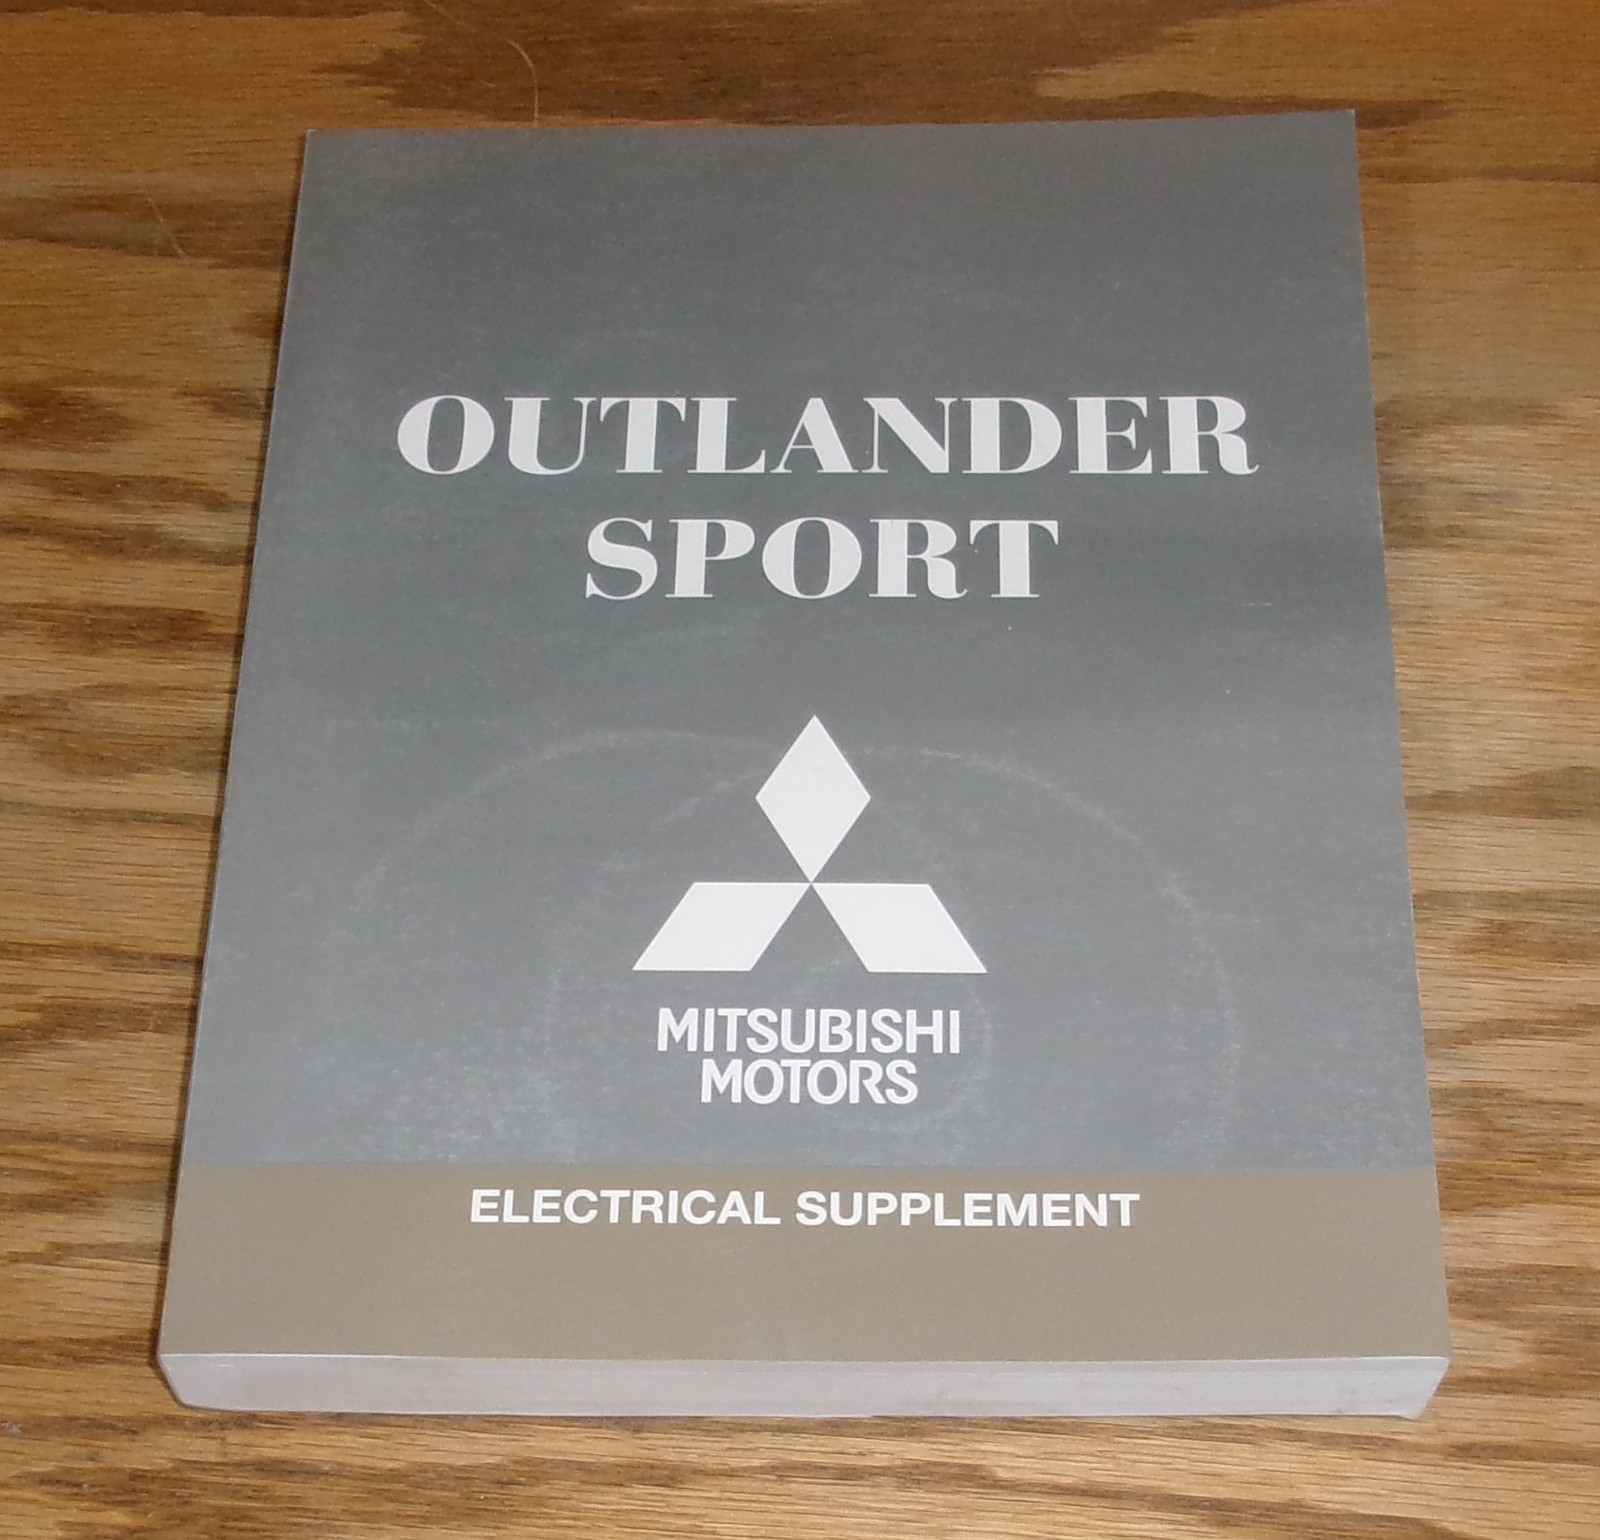 OUTLANDER
SPORT
MITSUBISHI
MOTORS
ELECTRICAL SUPPLEMENT